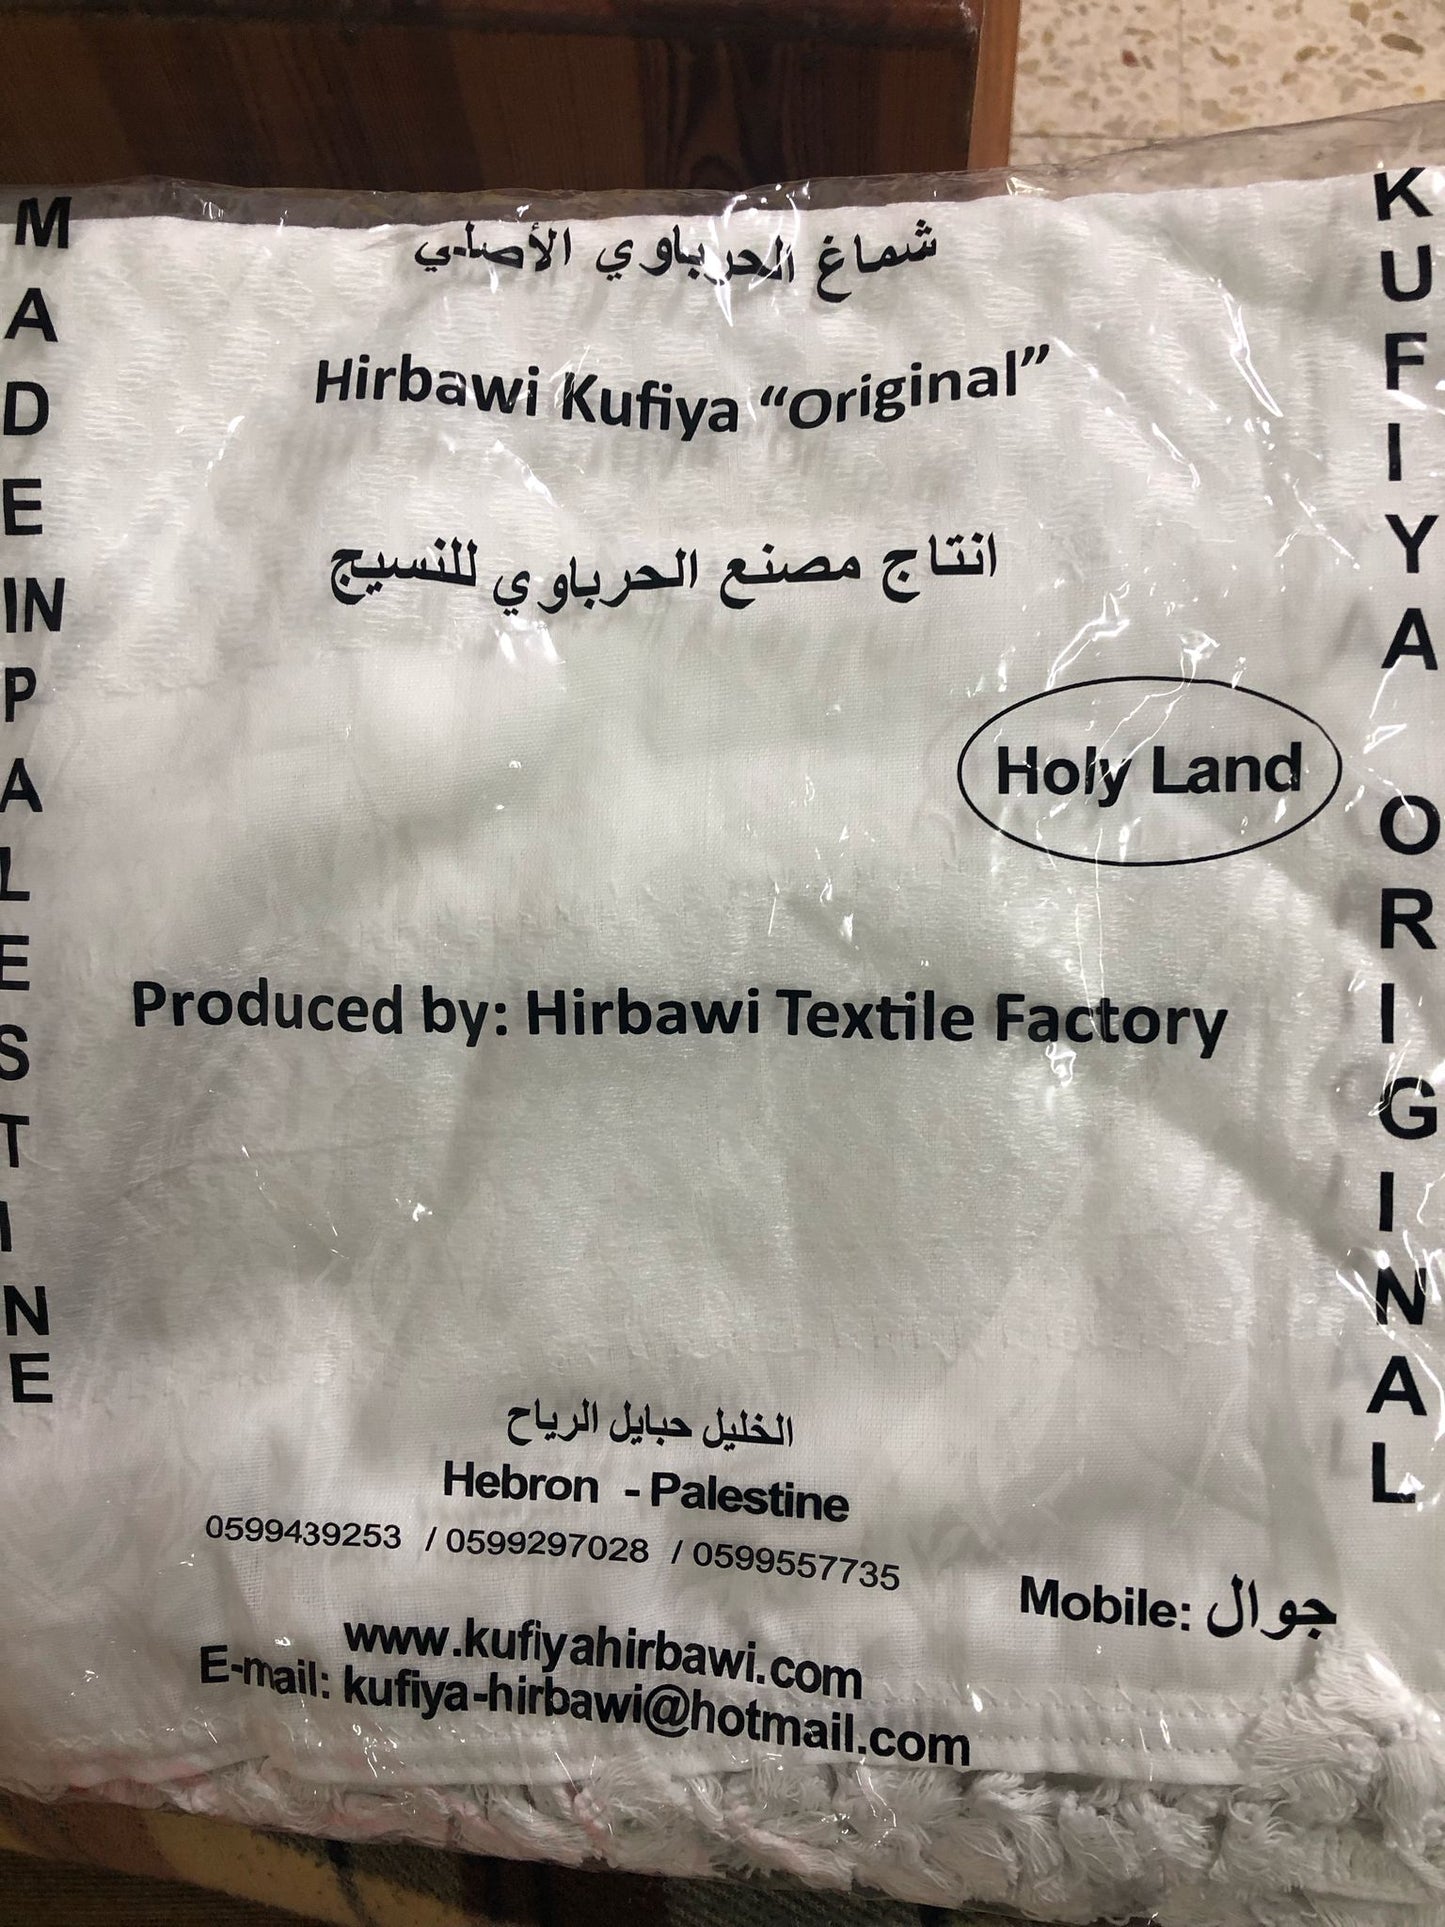 شماغ الحرباوي الأصلي
Hirbawi Kufiya “Original”
انتاج مصنع الحرباوي للنسيج
Holy Land
Produced by: Hirbawi Textile Factory
الخليل حبايل الرياح
Hebron - Palestine
0599439253 / 0599297028 / 0599557735
Mobile: جوال
www.kufiyahirbawi.com
E-mail: kufiya-hirbawi@hotmail.com
MADE IN PALESTINE
KUFIYA ORIGINAL